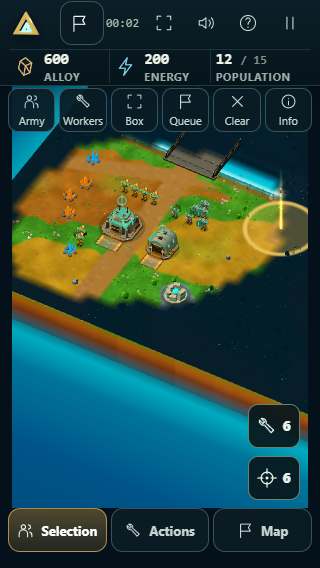 00:02
600 ALLOY
200 ENERGY
12 / 15 POPULATION
Army
Workers
Box
Queue
Clear
Info
6
6
Selection
Actions
Map